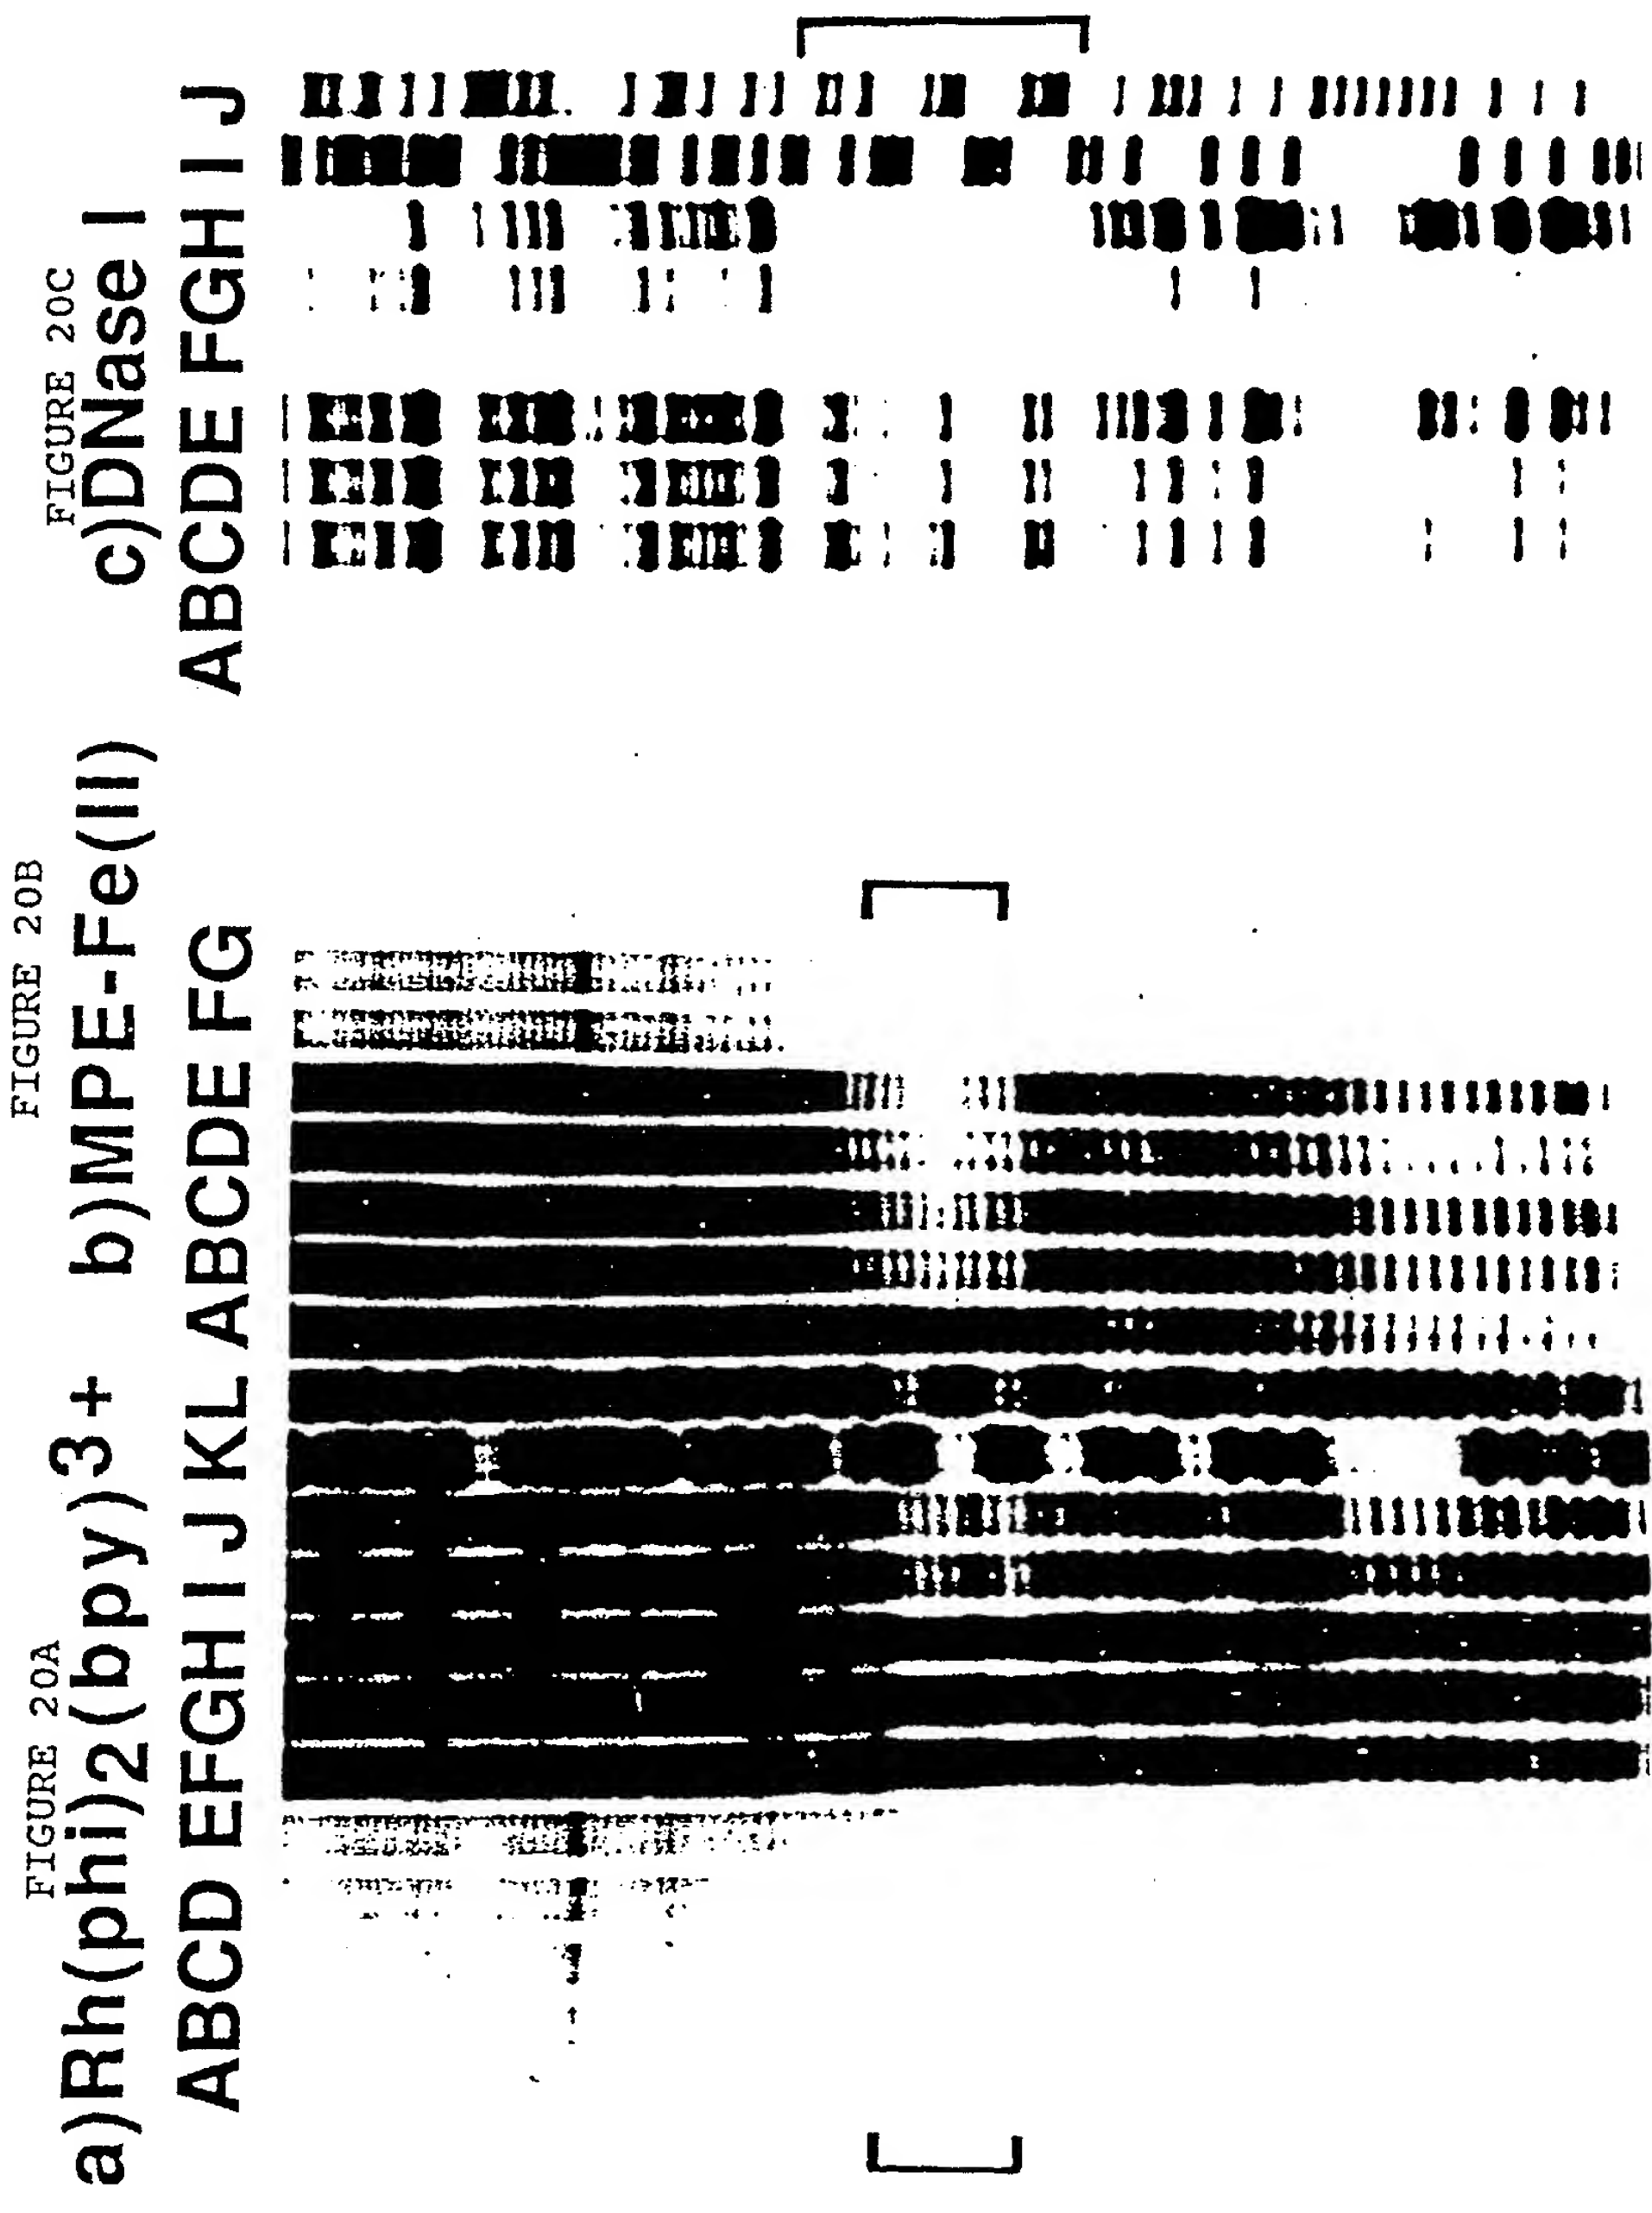 FIGURE 20A
a)Rh(phi)2(bpy)3+
ABCD EFGHIJ KL
FIGURE 20B
b)MPE-Fe(II)
ABCDE FG
FIGURE 20C
c)DNase I
ABCDE FGH I J